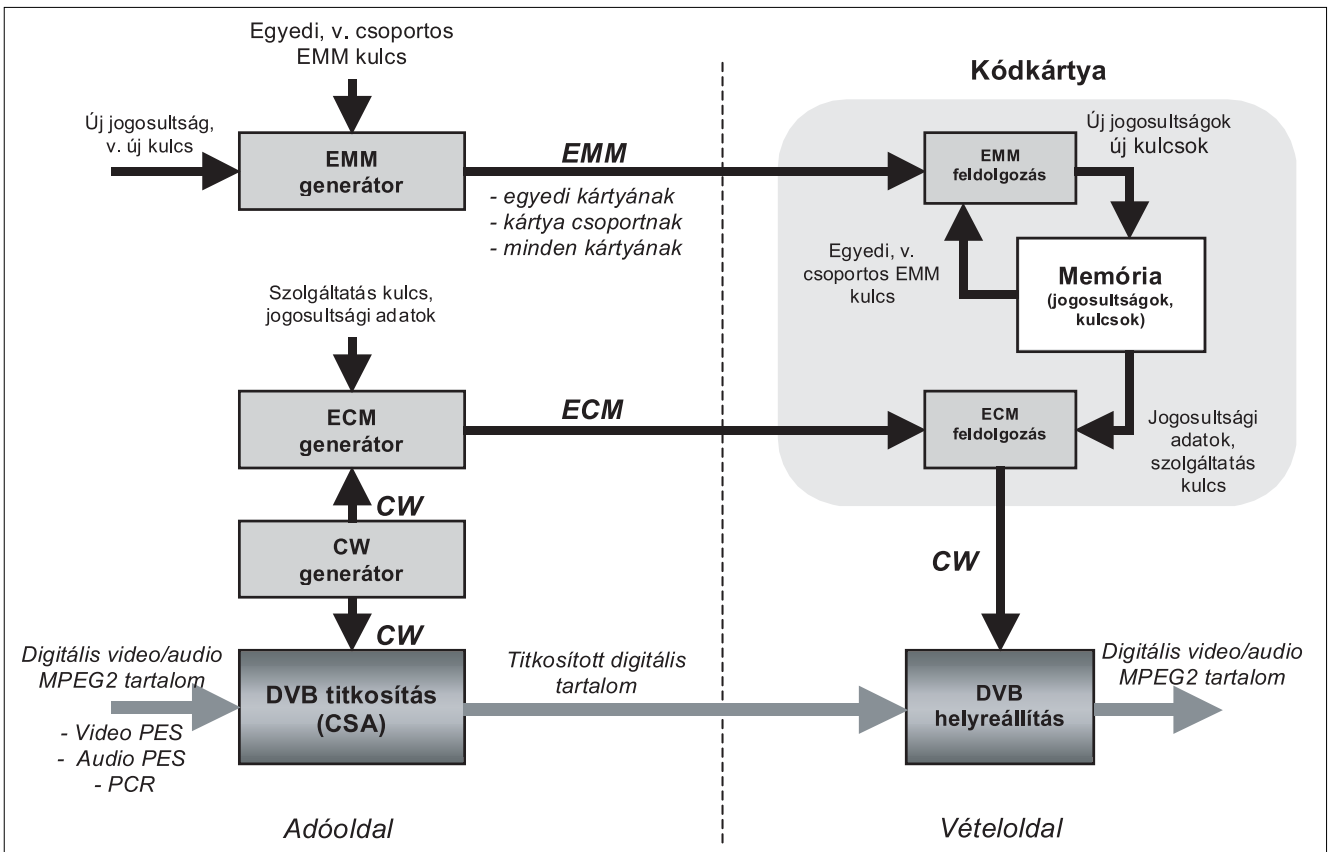 Egyedi, v. csoportos
EMM kulcs
Kódkártya
Új jogosultság,
v. új kulcs
EMM
generátor
EMM
- egyedi kártyának
- kártya csoportnak
- minden kártyának
EMM
feldolgozás
Új jogosultságok
új kulcsok
Egyedi, v.
csoportos EMM
kulcs
Memória
(jogosultságok,
kulcsok)
Szolgáltatás kulcs,
jogosultsági adatok
ECM
generátor
ECM
ECM
feldolgozás
Jogosultsági
adatok,
szolgáltatás
kulcs
CW
CW
generátor
CW
CW
Digitális video/audio
MPEG2 tartalom
- Video PES
- Audio PES
- PCR
DVB titkosítás
(CSA)
Titkosított digitális
tartalom
DVB
helyreállítás
Digitális video/audio
MPEG2 tartalom
Adóoldal
Vételoldal